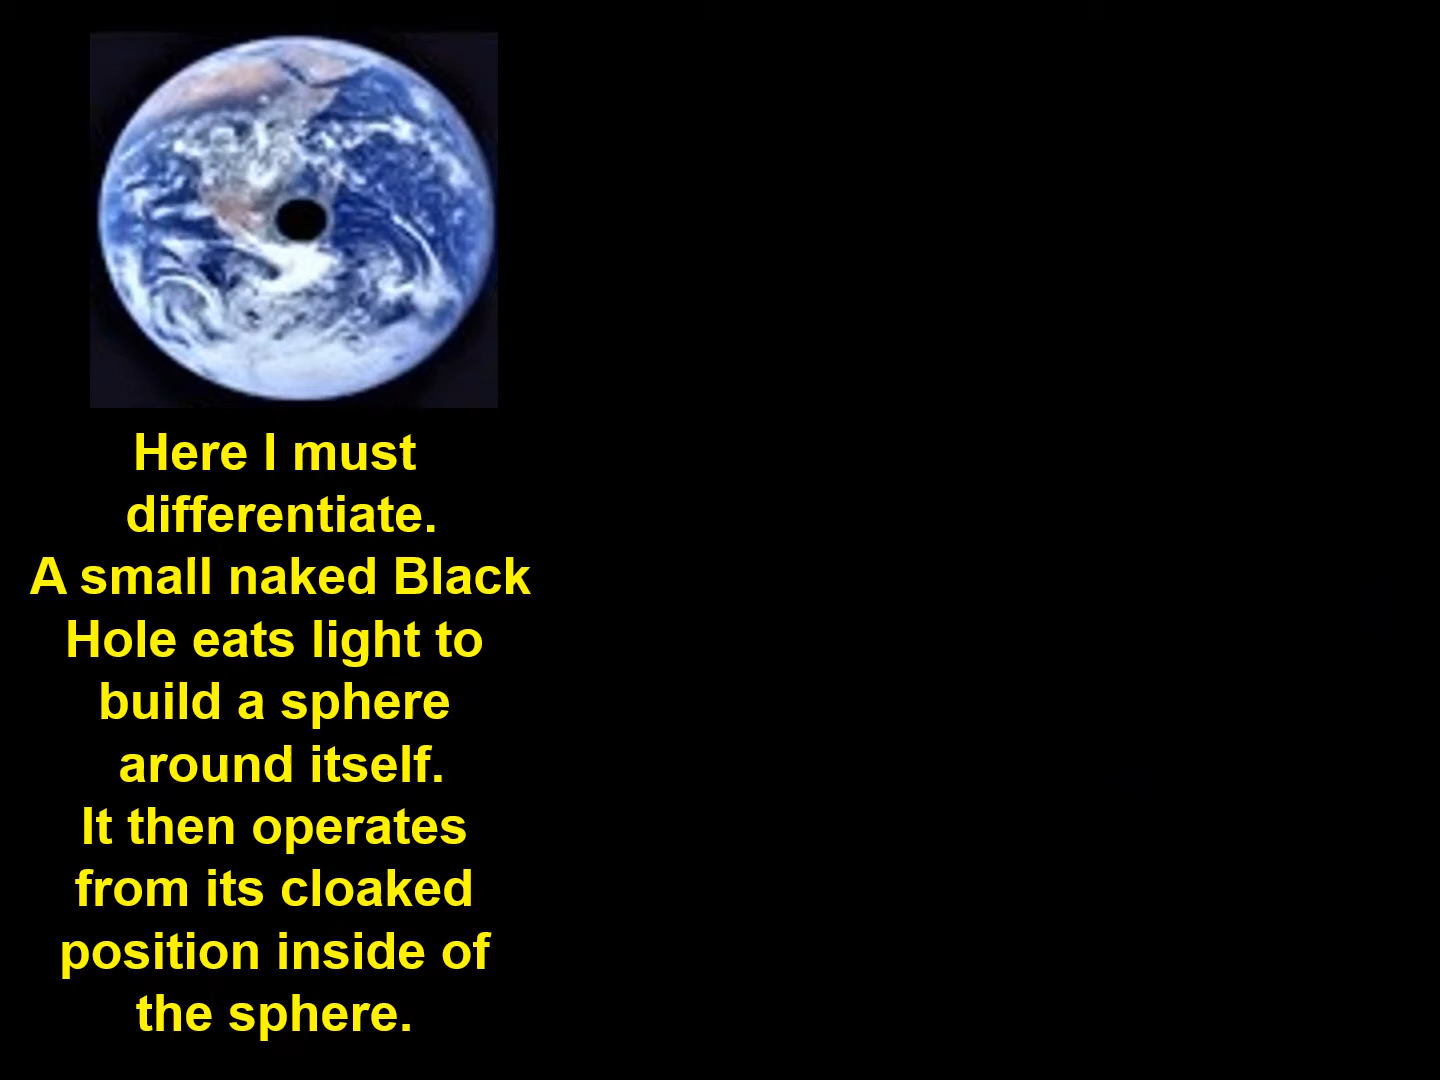 Here I must
differentiate.
A small naked Black
Hole eats light to
build a sphere
around itself.
It then operates
from its cloaked
position inside of
the sphere.